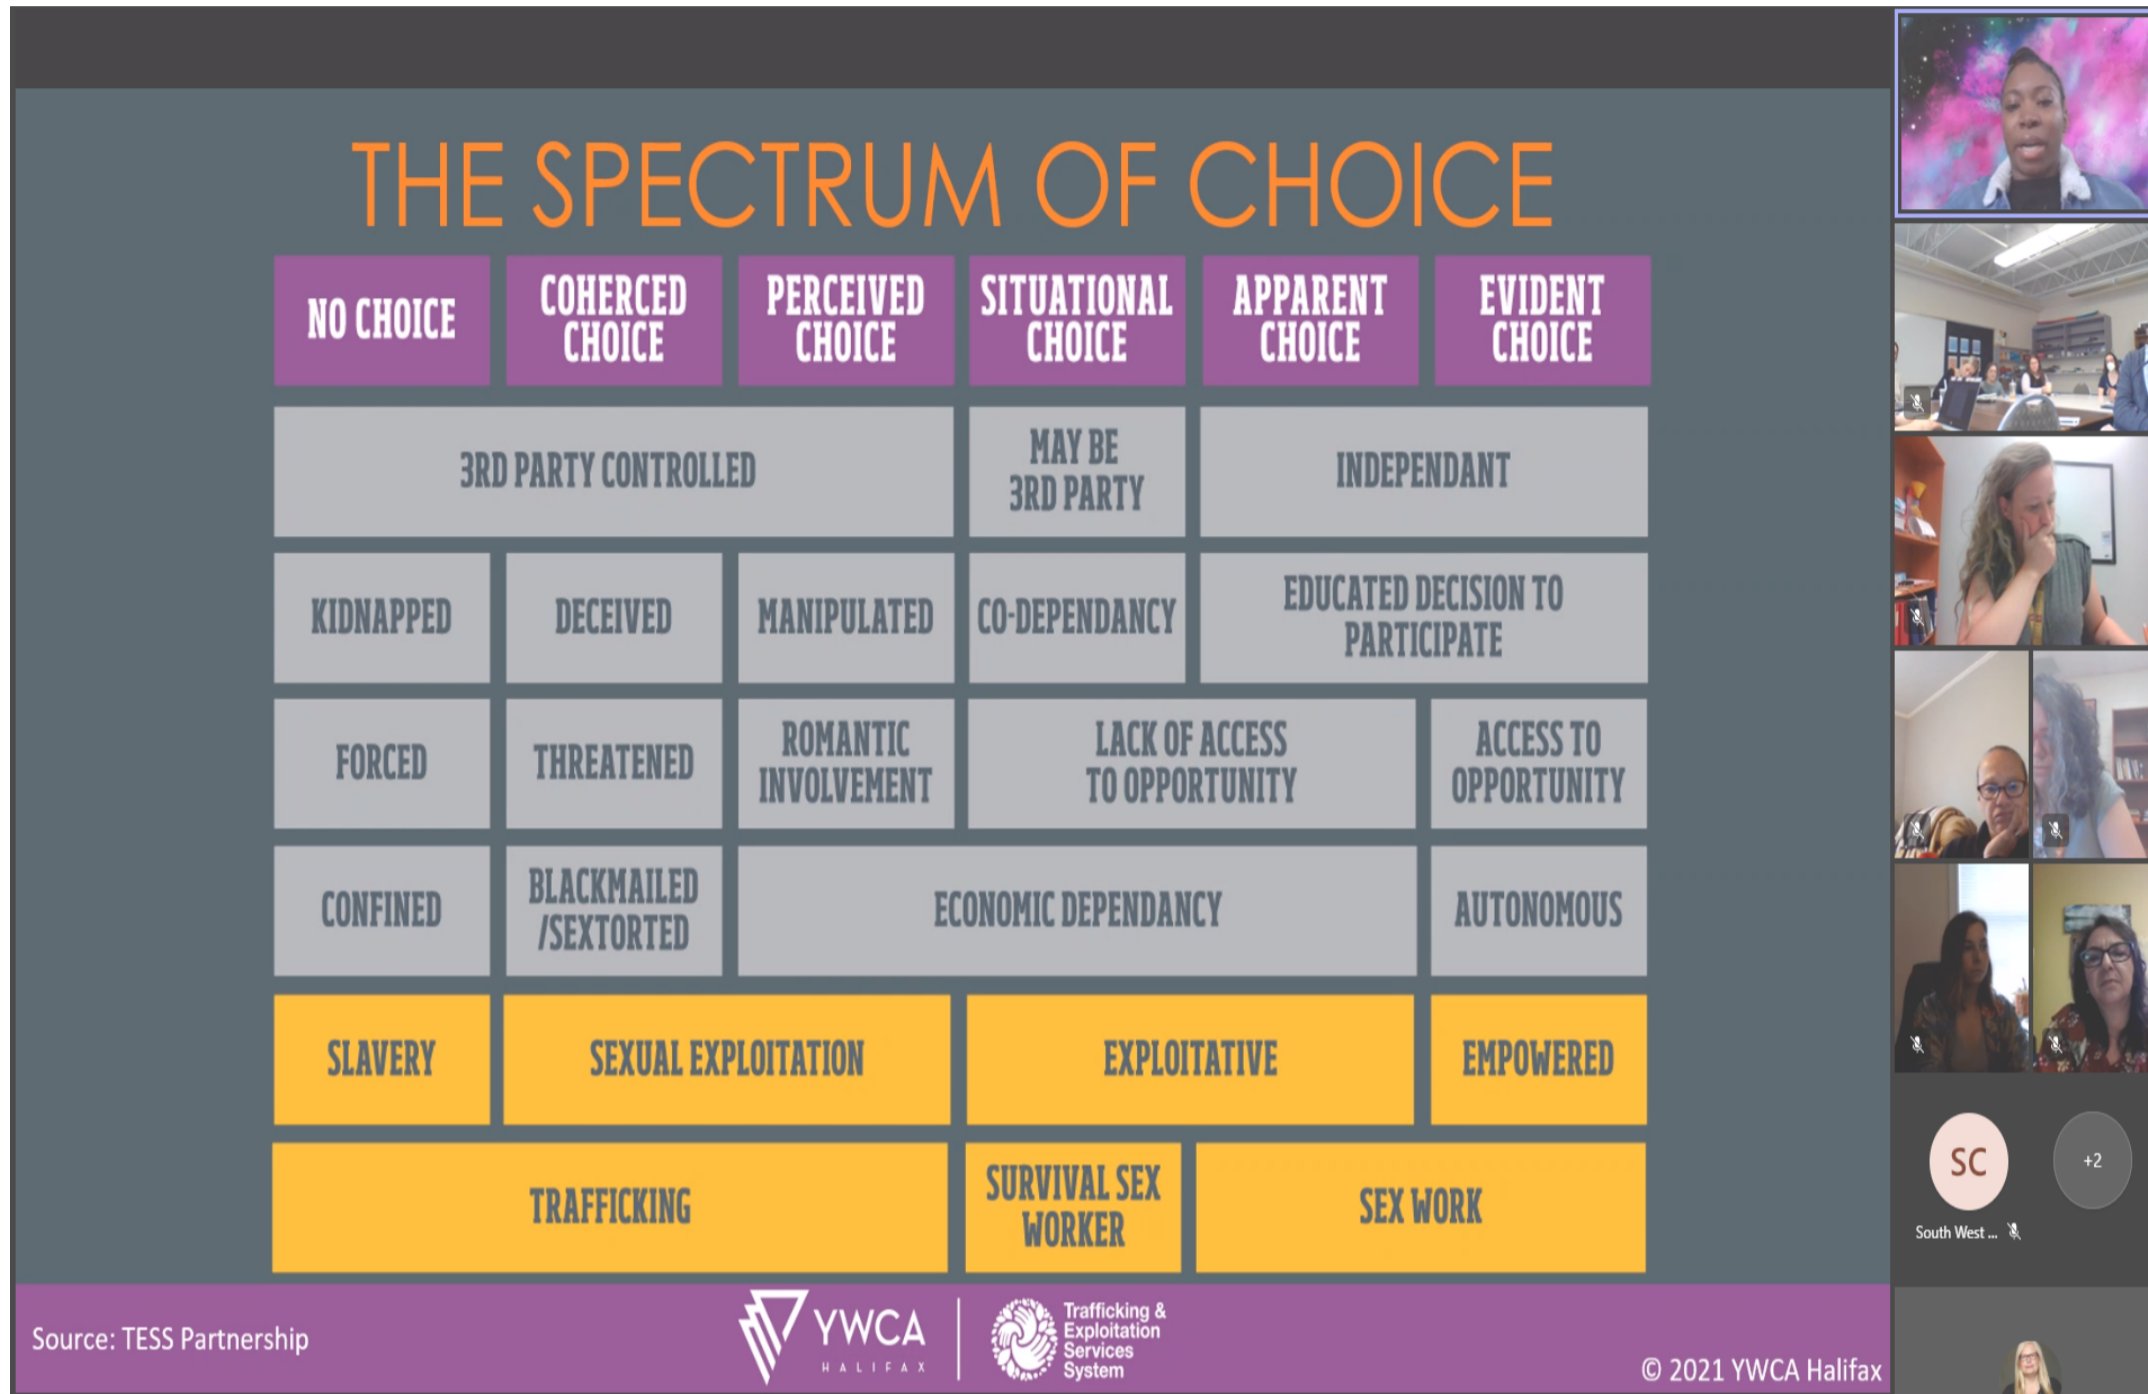 THE SPECTRUM OF CHOICE
NO CHOICE
COHERCED
CHOICE
PERCEIVED
CHOICE
SITUATIONAL
CHOICE
APPARENT
CHOICE
EVIDENT
CHOICE
3RD PARTY CONTROLLED
MAY BE
3RD PARTY
INDEPENDANT
KIDNAPPED
DECEIVED
MANIPULATED
CO-DEPENDANCY
EDUCATED DECISION TO
PARTICIPATE
FORCED
THREATENED
ROMANTIC
INVOLVEMENT
LACK OF ACCESS
TO OPPORTUNITY
ACCESS TO
OPPORTUNITY
CONFINED
BLACKMAILED
/SEXTORTED
ECONOMIC DEPENDANCY
AUTONOMOUS
SLAVERY
SEXUAL EXPLOITATION
EXPLOITATIVE
EMPOWERED
TRAFFICKING
SURVIVAL SEX
WORKER
SEX WORK
Source: TESS Partnership
YWCA
HALIFAX
Trafficking &
Exploitation
Services
System
© 2021 YWCA Halifax
SC
+2
South West ...